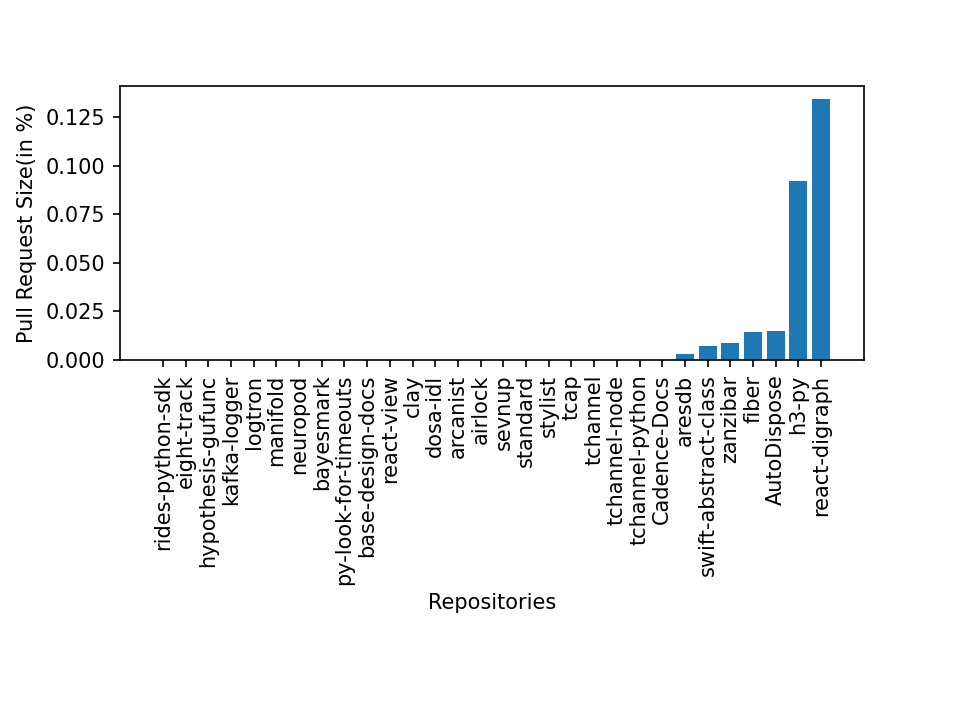 Pull Request Size(in %)
0.125
0.100
0.075
0.050
0.025
0.000
rides-python-sdk
eight-track
hypothesis-gufunc
kafka-logger
logtron
manifold
neuropod
bayesmark
py-look-for-timeouts
base-design-docs
react-view
clay
dosa-idl
arcanist
airlock
sevnup
standard
stylist
tcap
tchannel
tchannel-node
tchannel-python
Cadence-Docs
aresdb
swift-abstract-class
zanzibar
fiber
AutoDispose
h3-py
react-digraph
Repositories